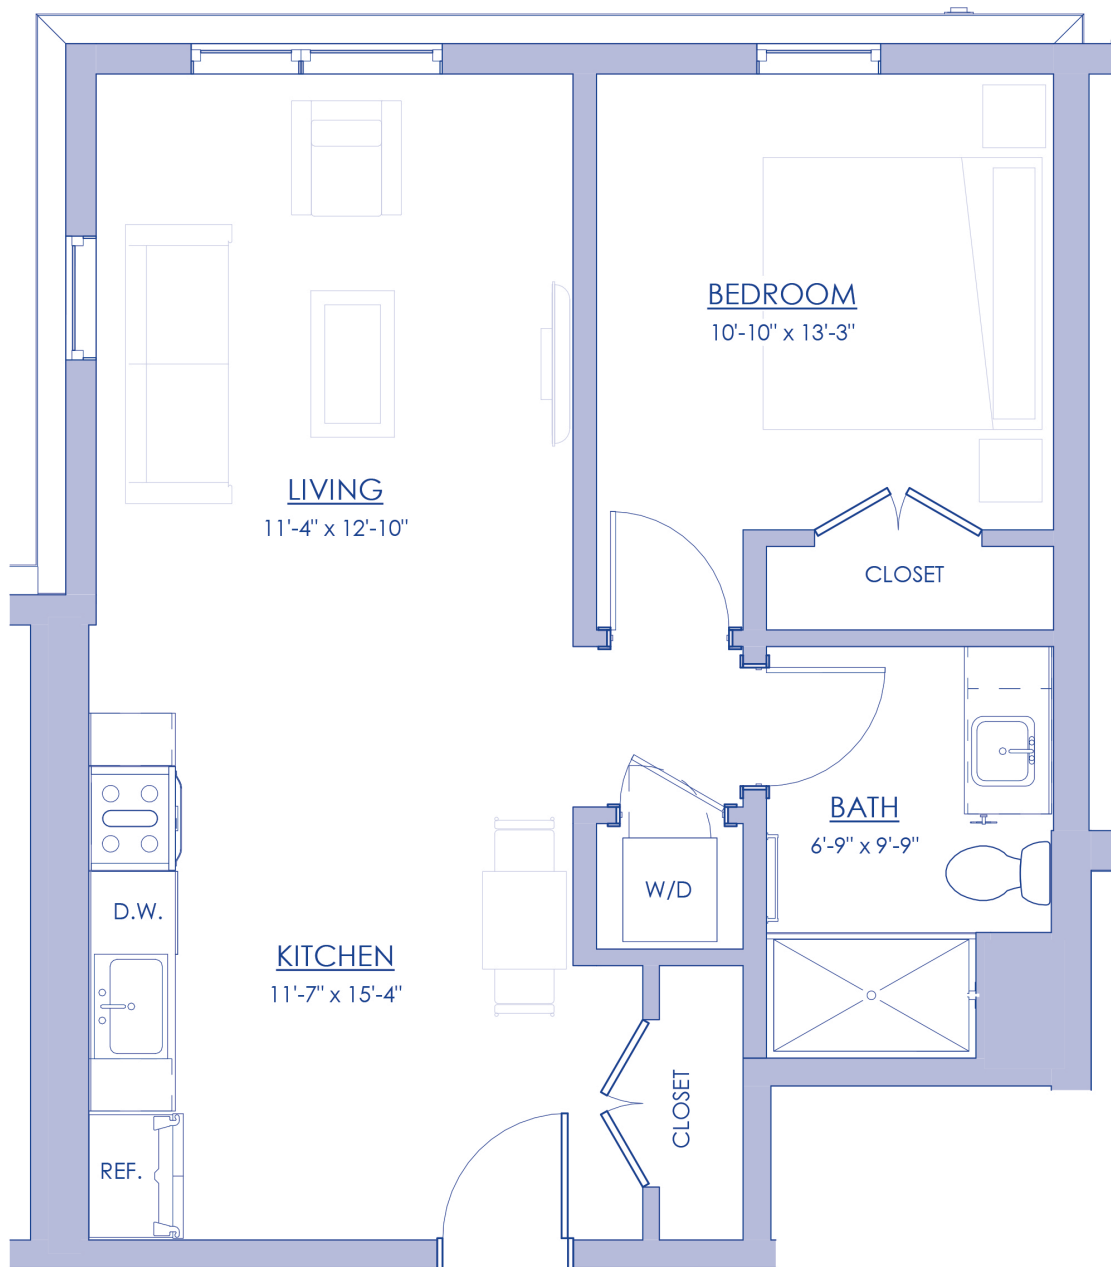 BEDROOM
10'-10" x 13'-3"
LIVING
11'-4" x 12'-10"
CLOSET
BATH
6'-9" x 9'-9"
W/D
D.W.
KITCHEN
11'-7" x 15'-4"
CLOSET
REF.